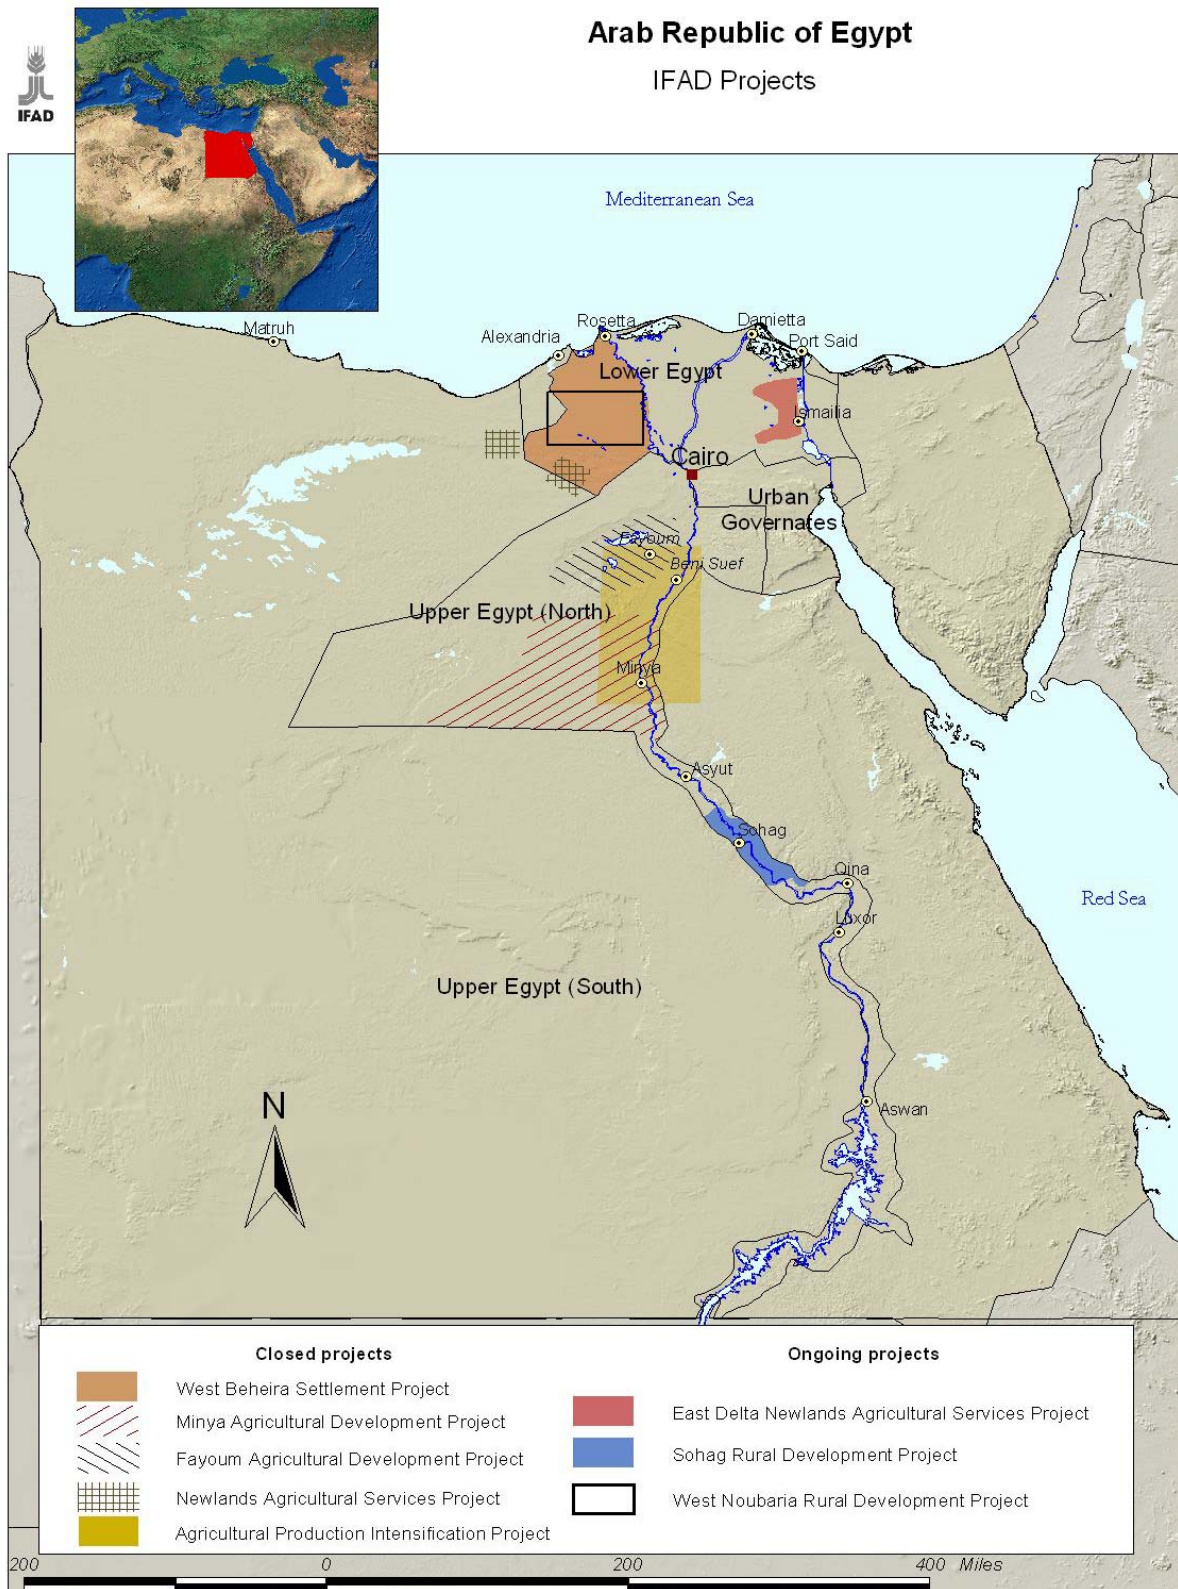 Arab Republic of Egypt
IFAD Projects
IFAD
Mediterranean Sea
Matruh
Alexandria
Rosetta
Damietta
Port Said
Lower Egypt
Ismailia
Cairo
Urban
Governates
Fayoum
Beni Suef
Upper Egypt (North)
Minya
Asyut
Sohag
Qina
Luxor
Red Sea
Upper Egypt (South)
N
Aswan
Closed projects
West Beheira Settlement Project
Minya Agricultural Development Project
Fayoum Agricultural Development Project
Newlands Agricultural Services Project
Agricultural Production Intensification Project
Ongoing projects
East Delta Newlands Agricultural Services Project
Sohag Rural Development Project
West Noubaria Rural Development Project
200 0 200 400 Miles